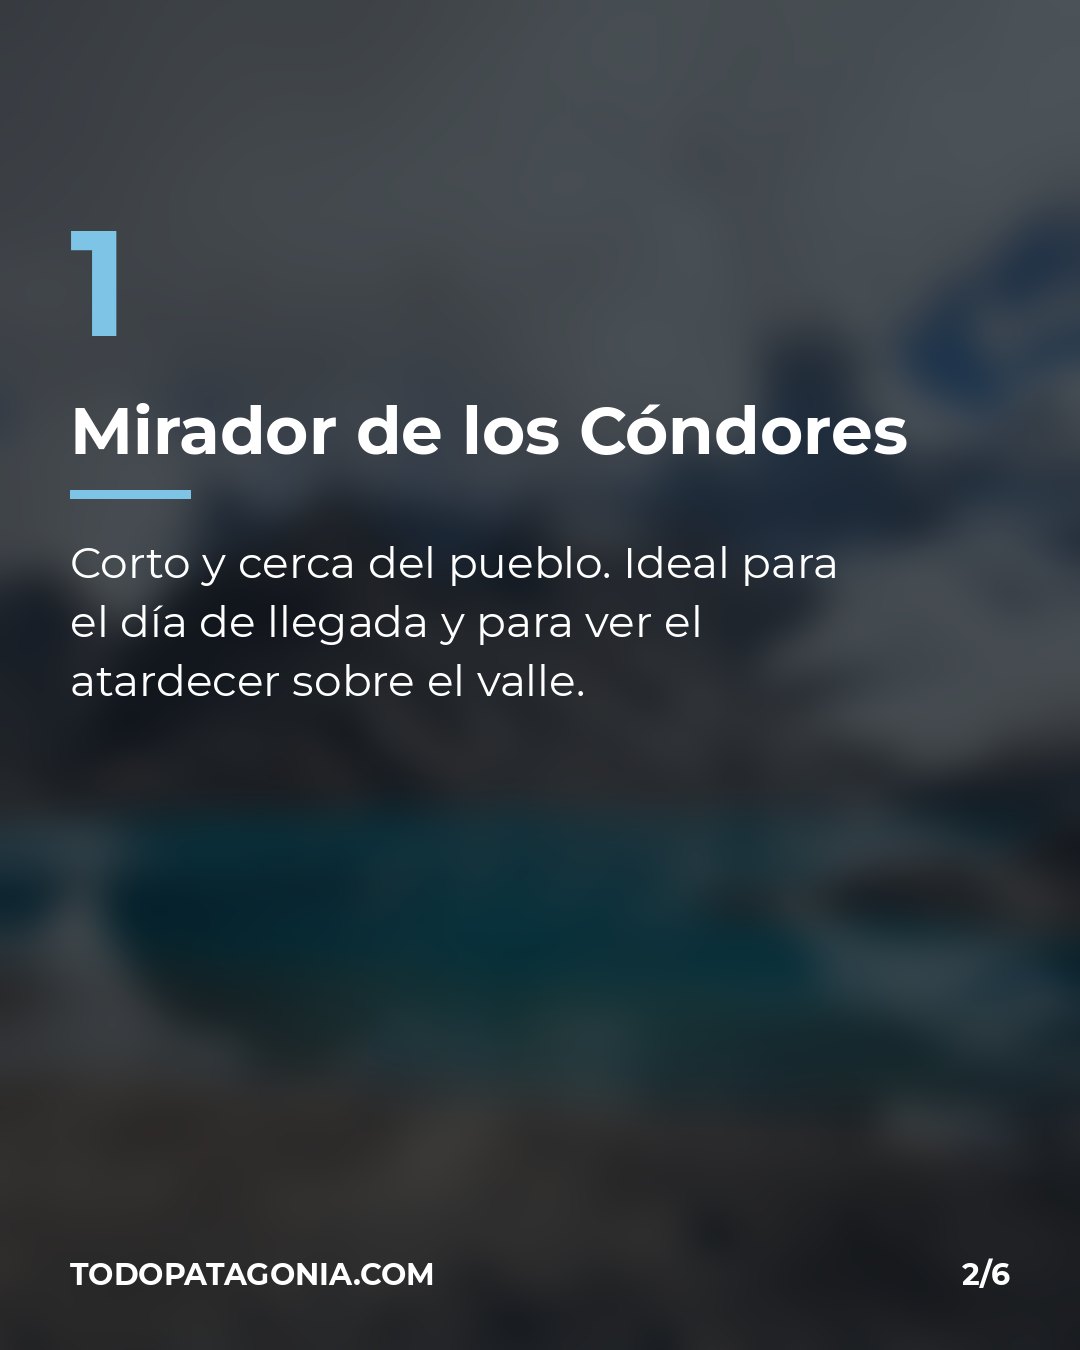 1
Mirador de los Cóndores
Corto y cerca del pueblo. Ideal para
el día de llegada y para ver el
atardecer sobre el valle.
TODOPATAGONIA.COM
2/6